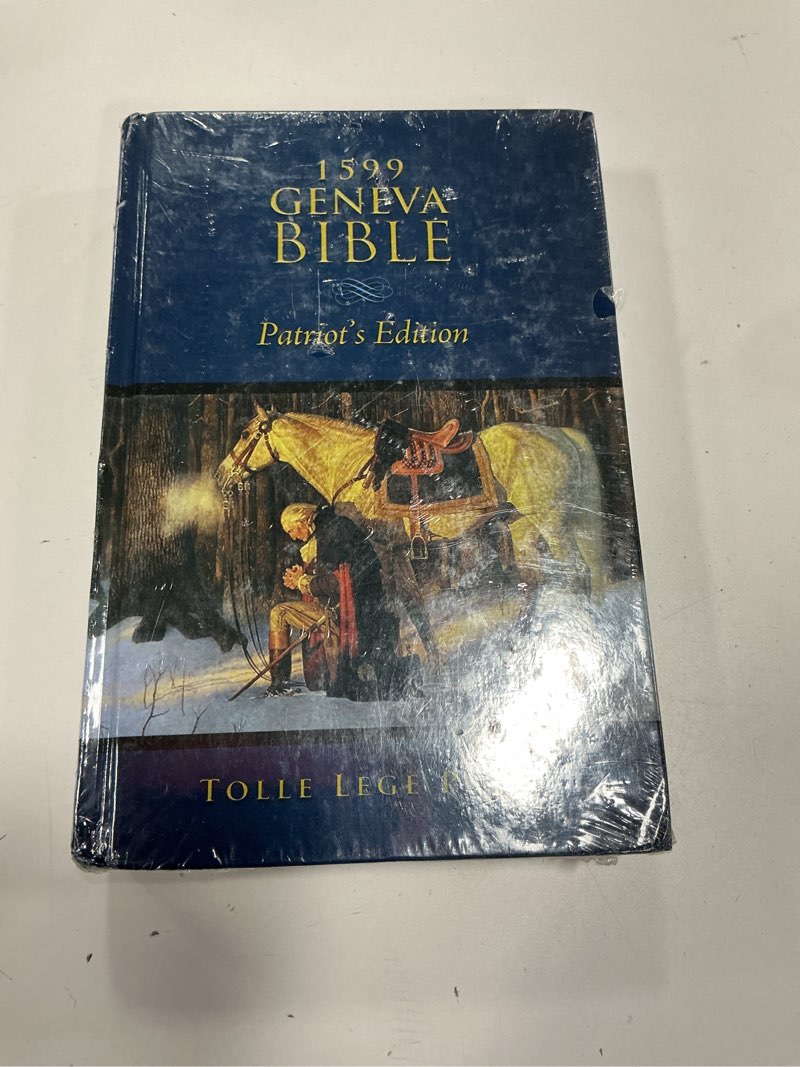 1599
GENEVA
BIBLE
Patriot's Edition
TOLLE LEGE